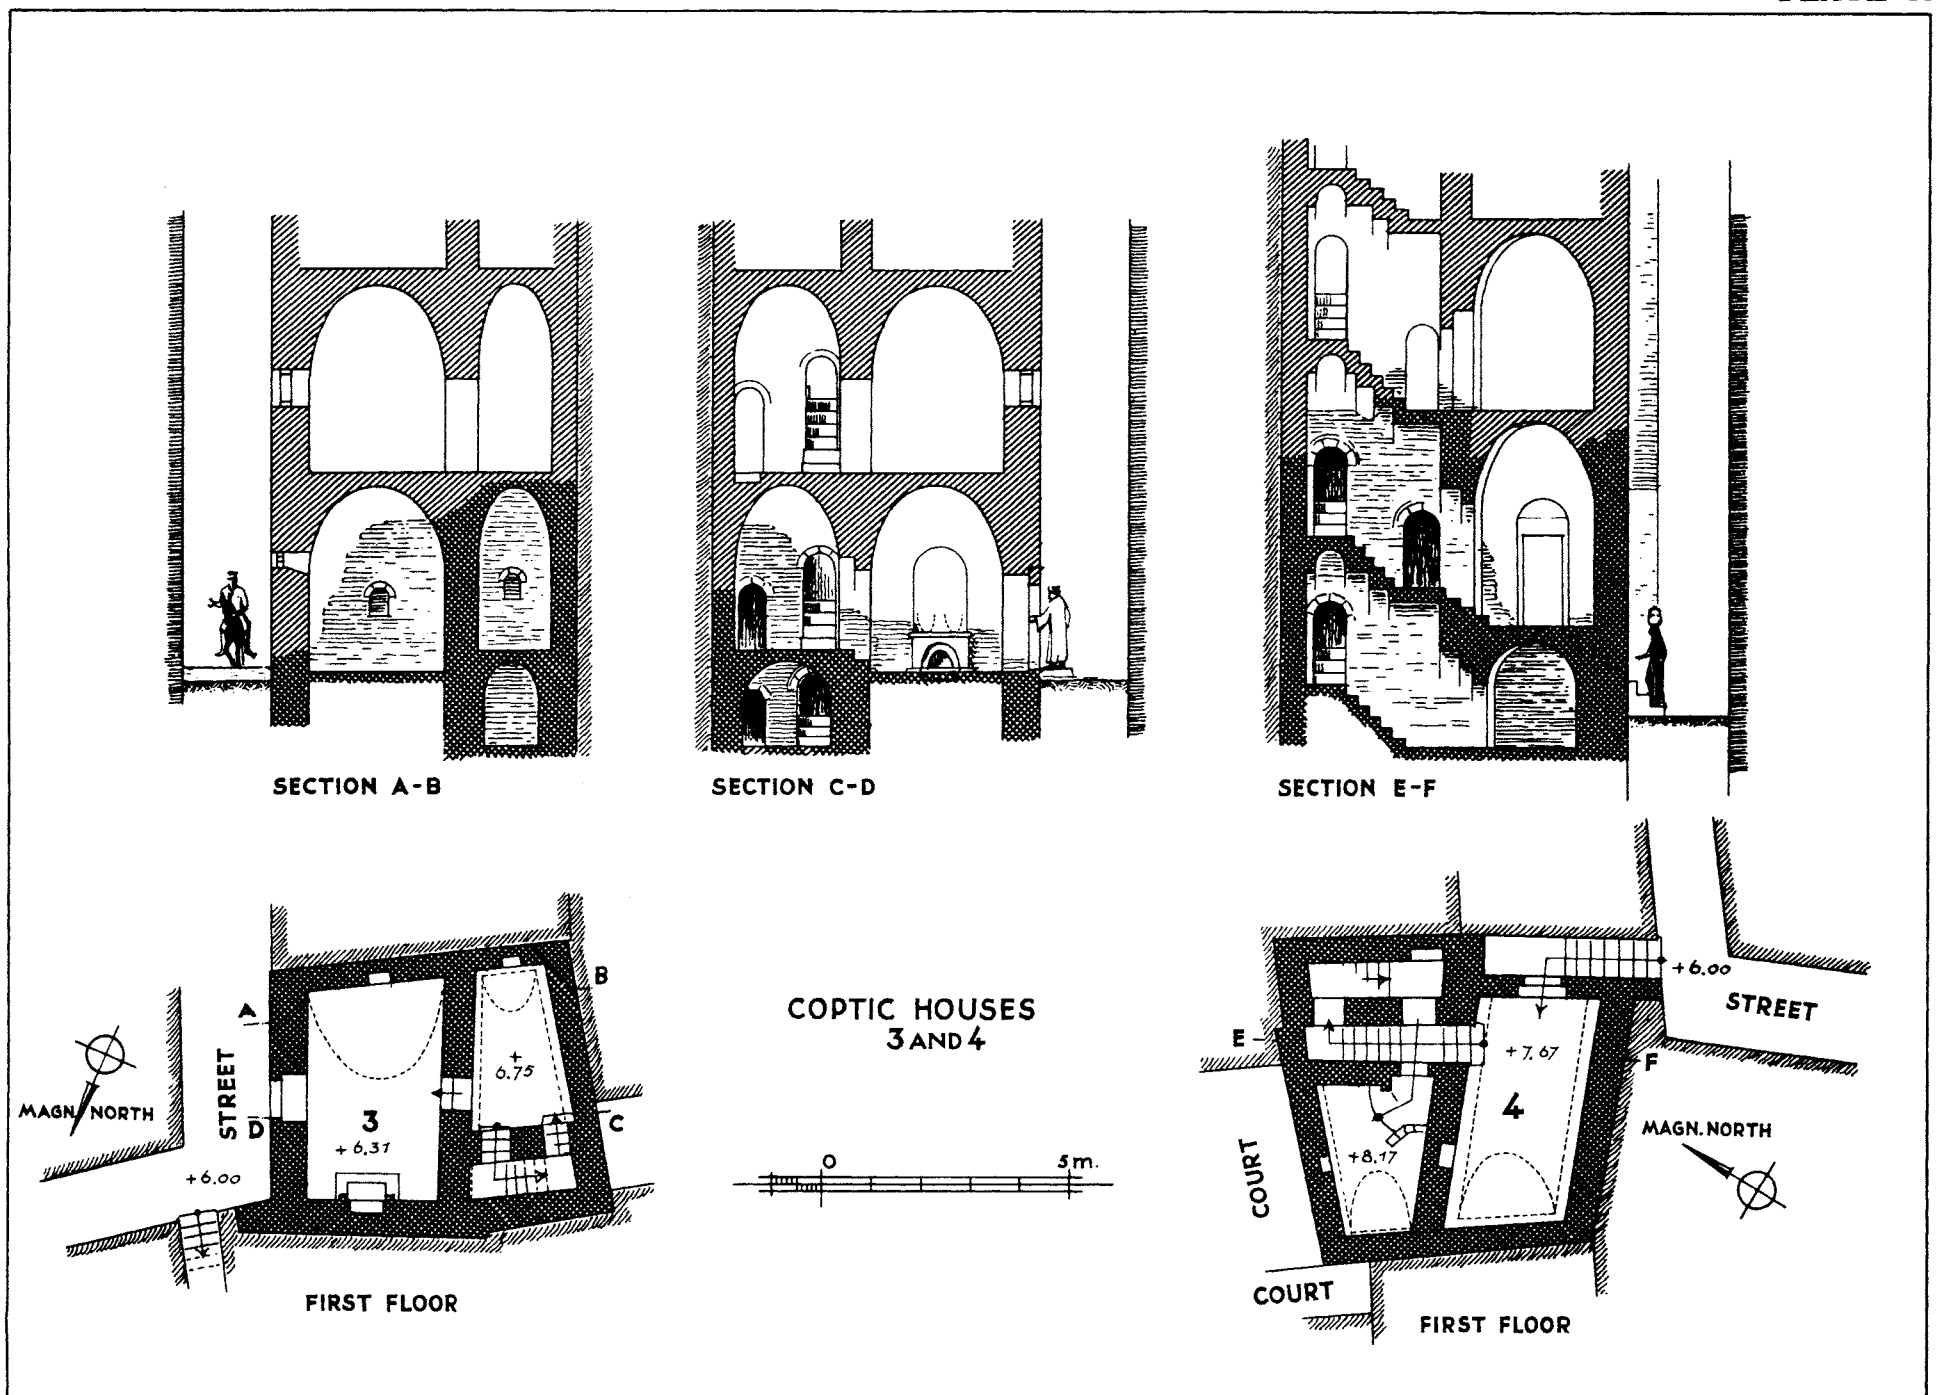 SECTION A-B
SECTION C-D
SECTION E-F
COPTIC HOUSES
3 AND 4
0 5 m.
A
B
C
D
STREET
MAGN. NORTH
3
+6.31
+
6.75
+6.00
FIRST FLOOR
E
F
+6.00
STREET
+7.67
4
+8.17
COURT
COURT
MAGN. NORTH
FIRST FLOOR